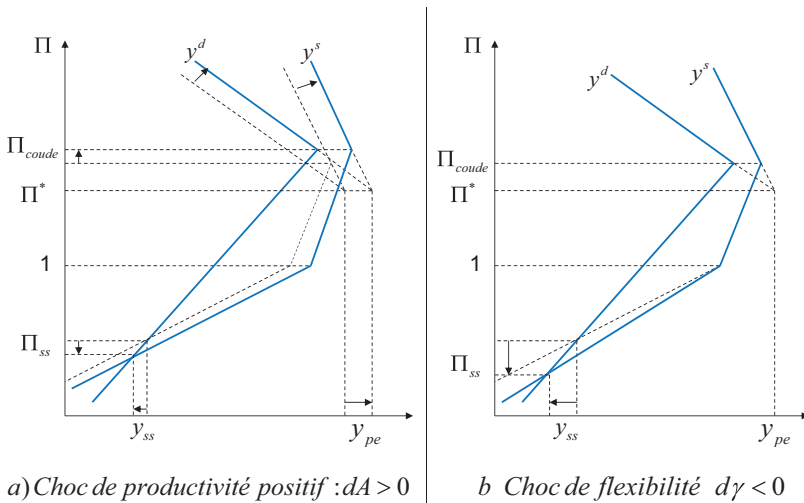 Π
y^d
y^s
Π_coude
Π*
1
Π_ss
y_ss
y_pe
a) Choc de productivité positif : dA > 0
Π
y^d
y^s
Π_coude
Π*
1
Π_ss
y_ss
y_pe
b Choc de flexibilité dγ < 0